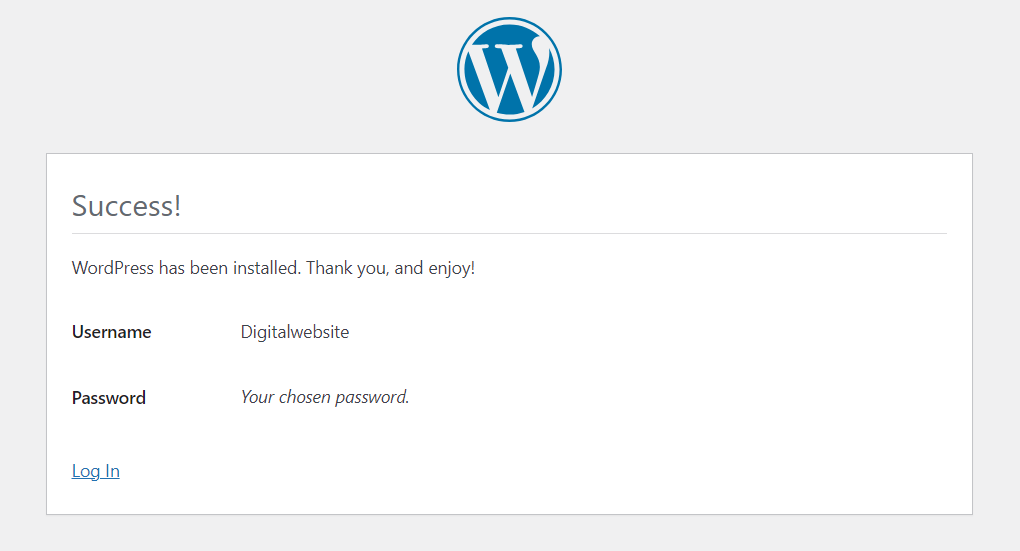 Success!
WordPress has been installed. Thank you, and enjoy!
Username Digitalwebsite
Password Your chosen password.
Log In